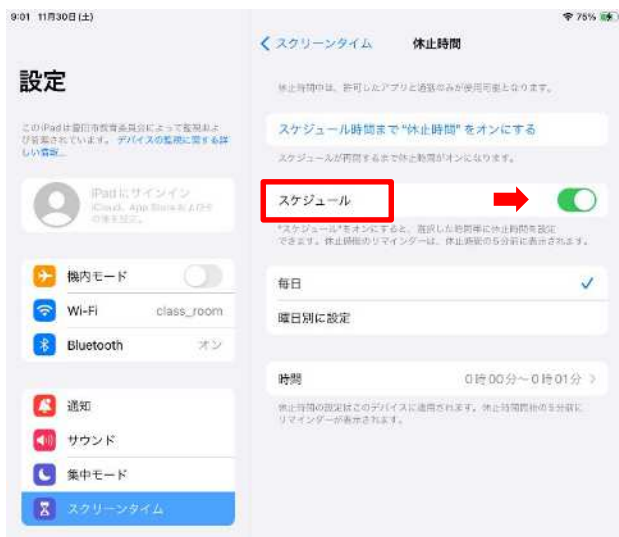 9:01 11月30日(土)
76%
スクリーンタイム 休止時間
設定
休止時間中は、許可したアプリと通話のみが使用可能となります。
このiPadは豊田市教育委員会によって監視およ
び管理されています。 デバイスの監視に関する詳
しい情報...
スケジュール時間まで"休止時間" をオンにする
スケジュールが再開するまで休止時間がオンになります。
iPadにサインイン
iCloud、App Storeおよびそ
の他を設定。
スケジュール
"スケジュール"をオンにすると、選択した時間帯に休止時間を設定
できます。休止時間のリマインダーは、休止時間の5分前に表示されます。
機内モード
Wi-Fi class_room
Bluetooth オン
毎日
曜日別に設定
時間 0時00分～0時01分
休止時間の設定はこのデバイスに適用されます。休止時間開始の5分前に
リマインダーが表示されます。
通知
サウンド
集中モード
スクリーンタイム